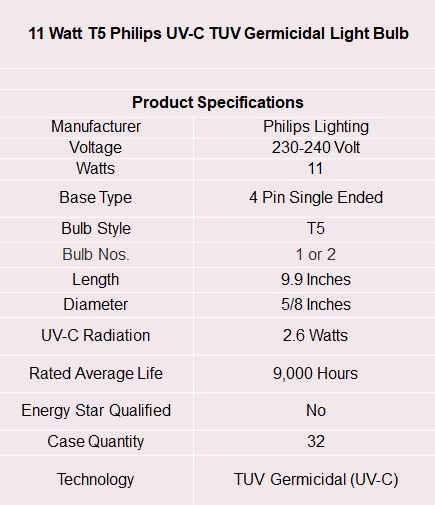 11 Watt T5 Philips UV-C TUV Germicidal Light Bulb
Product Specifications
Manufacturer Philips Lighting
Voltage 230-240 Volt
Watts 11
Base Type 4 Pin Single Ended
Bulb Style T5
Bulb Nos. 1 or 2
Length 9.9 Inches
Diameter 5/8 Inches
UV-C Radiation 2.6 Watts
Rated Average Life 9,000 Hours
Energy Star Qualified No
Case Quantity 32
Technology TUV Germicidal (UV-C)